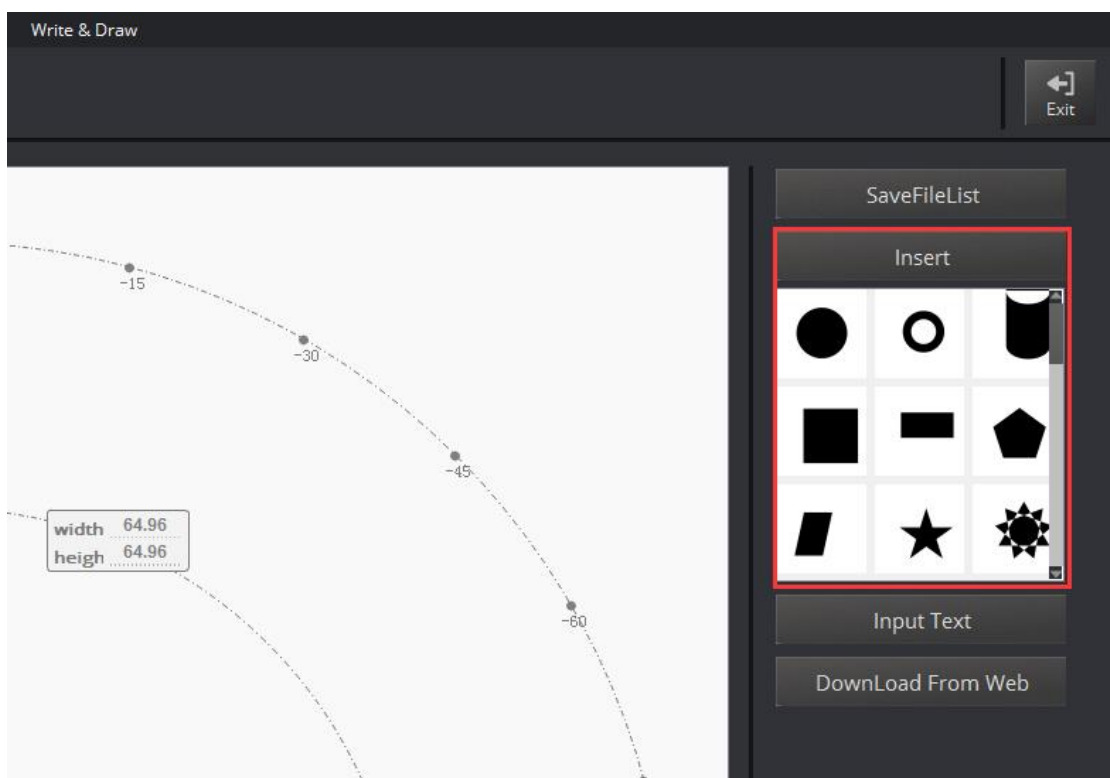 Write & Draw
Exit
SaveFileList
Insert
-15
-30
-45
width 64.96
heigh 64.96
-60
Input Text
DownLoad From Web